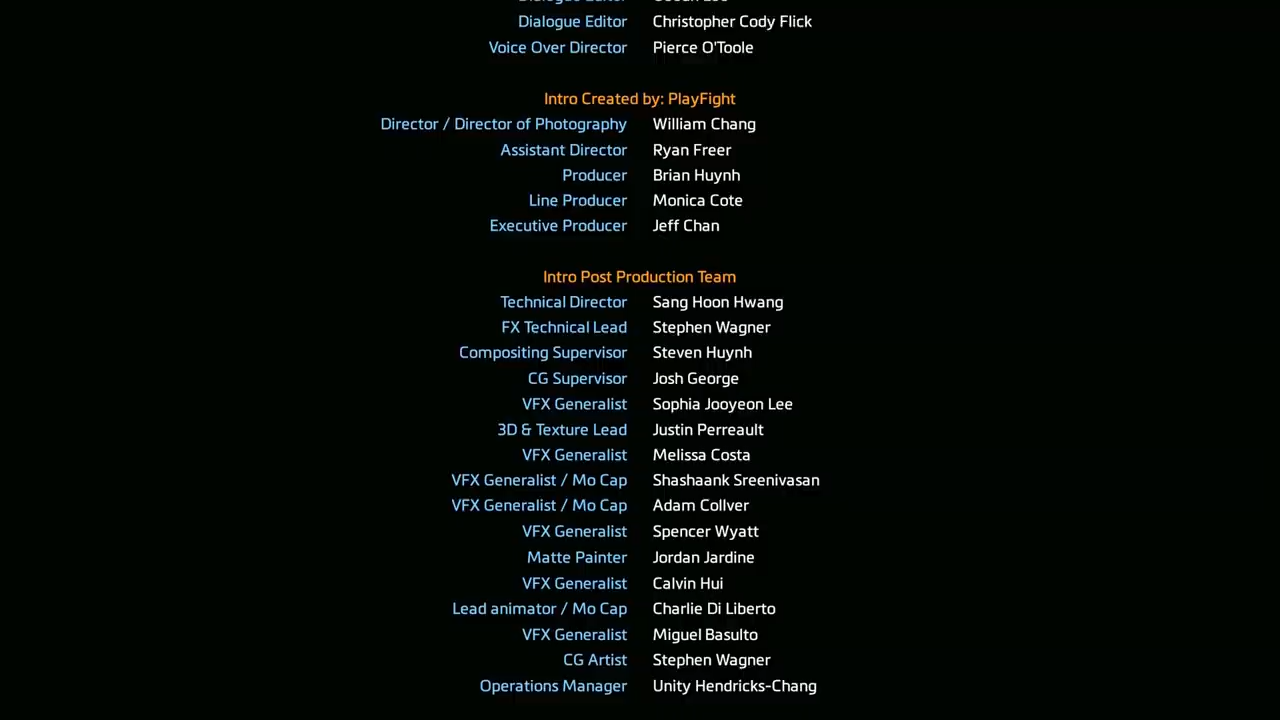 Dialogue Editor Christopher Cody Flick
Voice Over Director Pierce O'Toole
Intro Created by: PlayFight
Director / Director of Photography William Chang
Assistant Director Ryan Freer
Producer Brian Huynh
Line Producer Monica Cote
Executive Producer Jeff Chan
Intro Post Production Team
Technical Director Sang Hoon Hwang
FX Technical Lead Stephen Wagner
Compositing Supervisor Steven Huynh
CG Supervisor Josh George
VFX Generalist Sophia Jooyeon Lee
3D & Texture Lead Justin Perreault
VFX Generalist Melissa Costa
VFX Generalist / Mo Cap Shashaank Sreenivasan
VFX Generalist / Mo Cap Adam Collver
VFX Generalist Spencer Wyatt
Matte Painter Jordan Jardine
VFX Generalist Calvin Hui
Lead animator / Mo Cap Charlie Di Liberto
VFX Generalist Miguel Basulto
CG Artist Stephen Wagner
Operations Manager Unity Hendricks-Chang